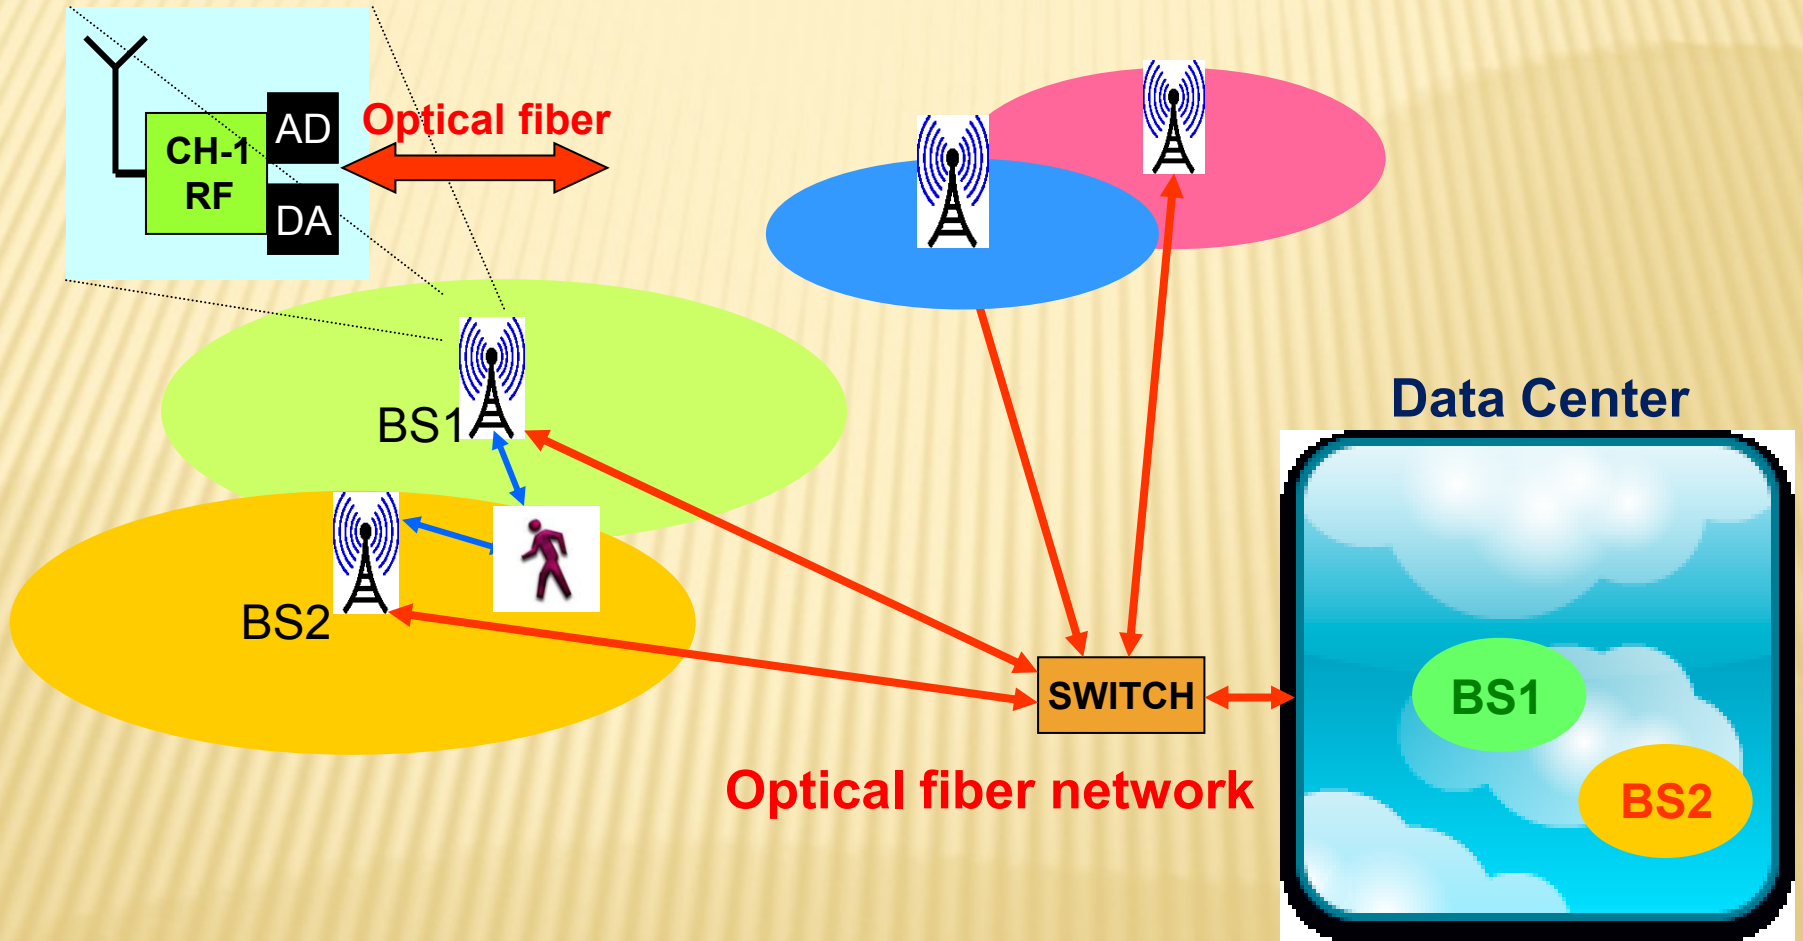 CH-1
RF
AD
DA
Optical fiber
BS1
BS2
SWITCH
Optical fiber network
Data Center
BS1
BS2